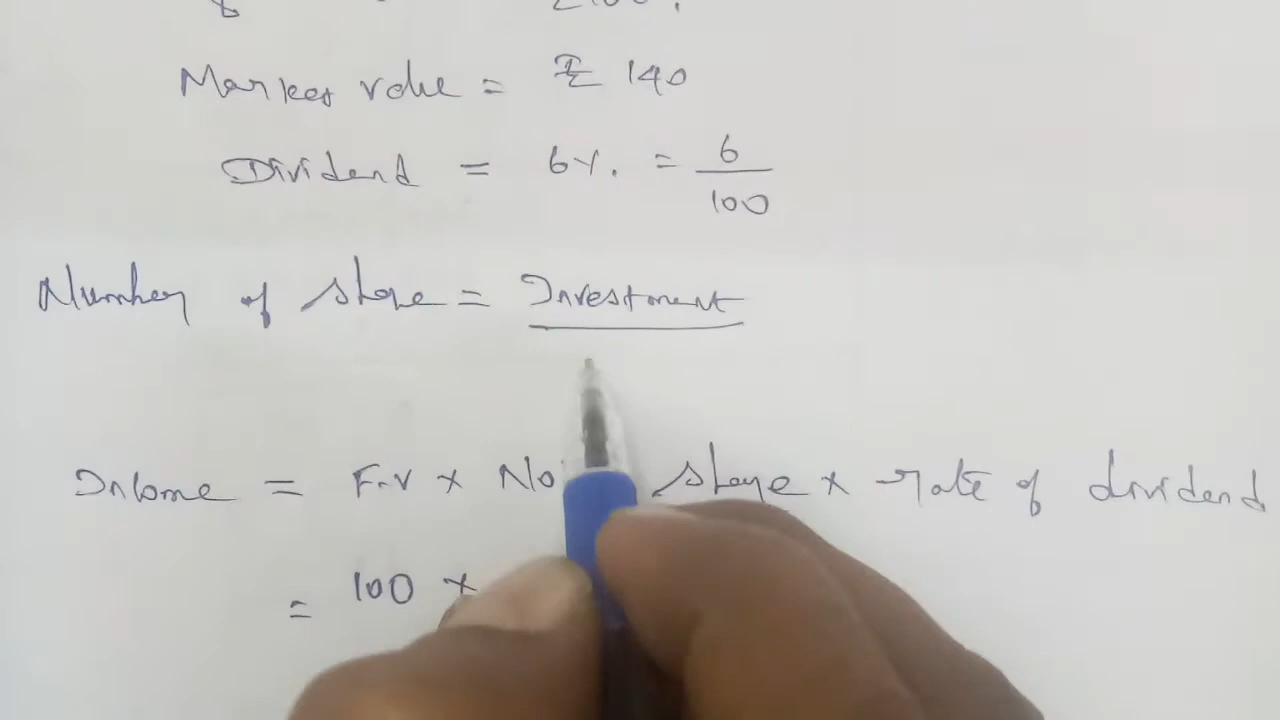 Market value = ₹ 140
Dividend = 6%. = 6/100
Number of share = Investment
Income = F.V × No share × rate of dividend
= 100 ×